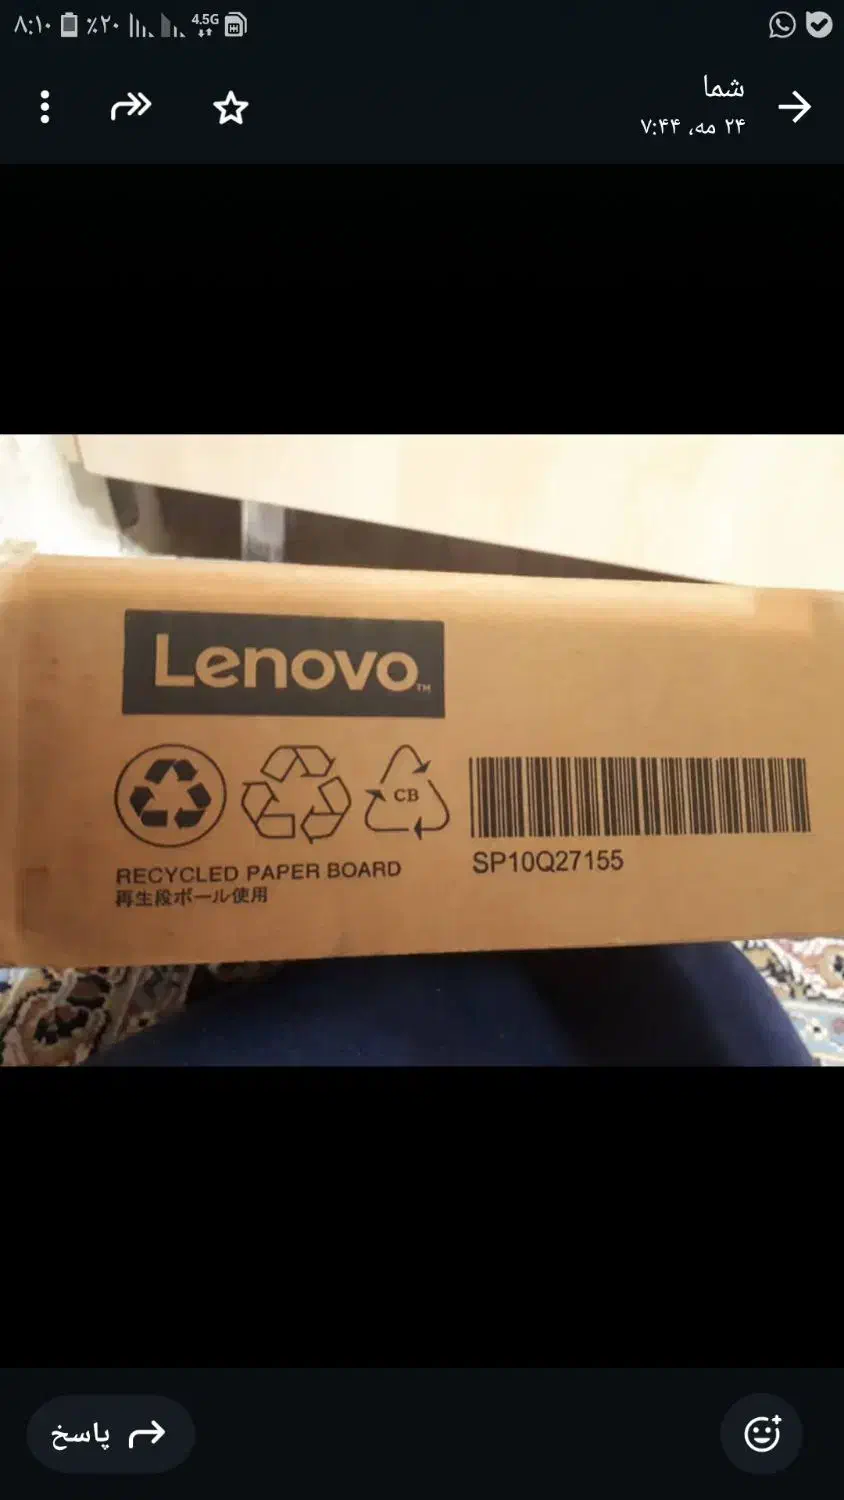 ۸:۱۰ ٪۲۰ 4.5G
شما
۲۴ مه، ۷:۴۴
Lenovo™
CB
RECYCLED PAPER BOARD
再生段ボール使用
SP10Q27155
پاسخ